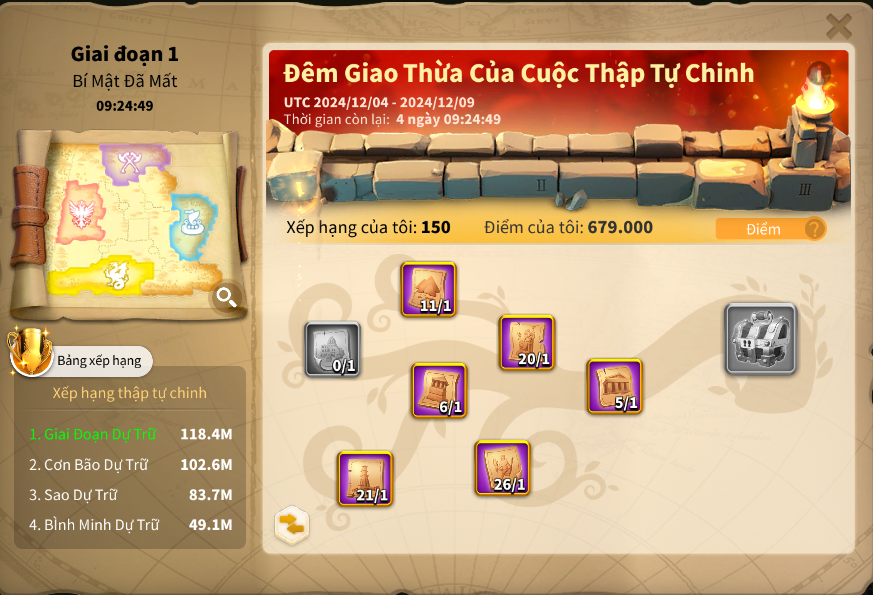 Giai đoạn 1
Bí Mật Đã Mất
09:24:49
Đêm Giao Thừa Của Cuộc Thập Tự Chinh
UTC 2024/12/04 - 2024/12/09
Thời gian còn lại: 4 ngày 09:24:49
I
II
III
Xếp hạng của tôi: 150
Điểm của tôi: 679.000
Điểm
?
11/1
0/1
20/1
6/1
5/1
21/1
26/1
Bảng xếp hạng
Xếp hạng thập tự chinh
1. Giai Đoạn Dự Trữ 118.4M
2. Cơn Bão Dự Trữ 102.6M
3. Sao Dự Trữ 83.7M
4. Bình Minh Dự Trữ 49.1M